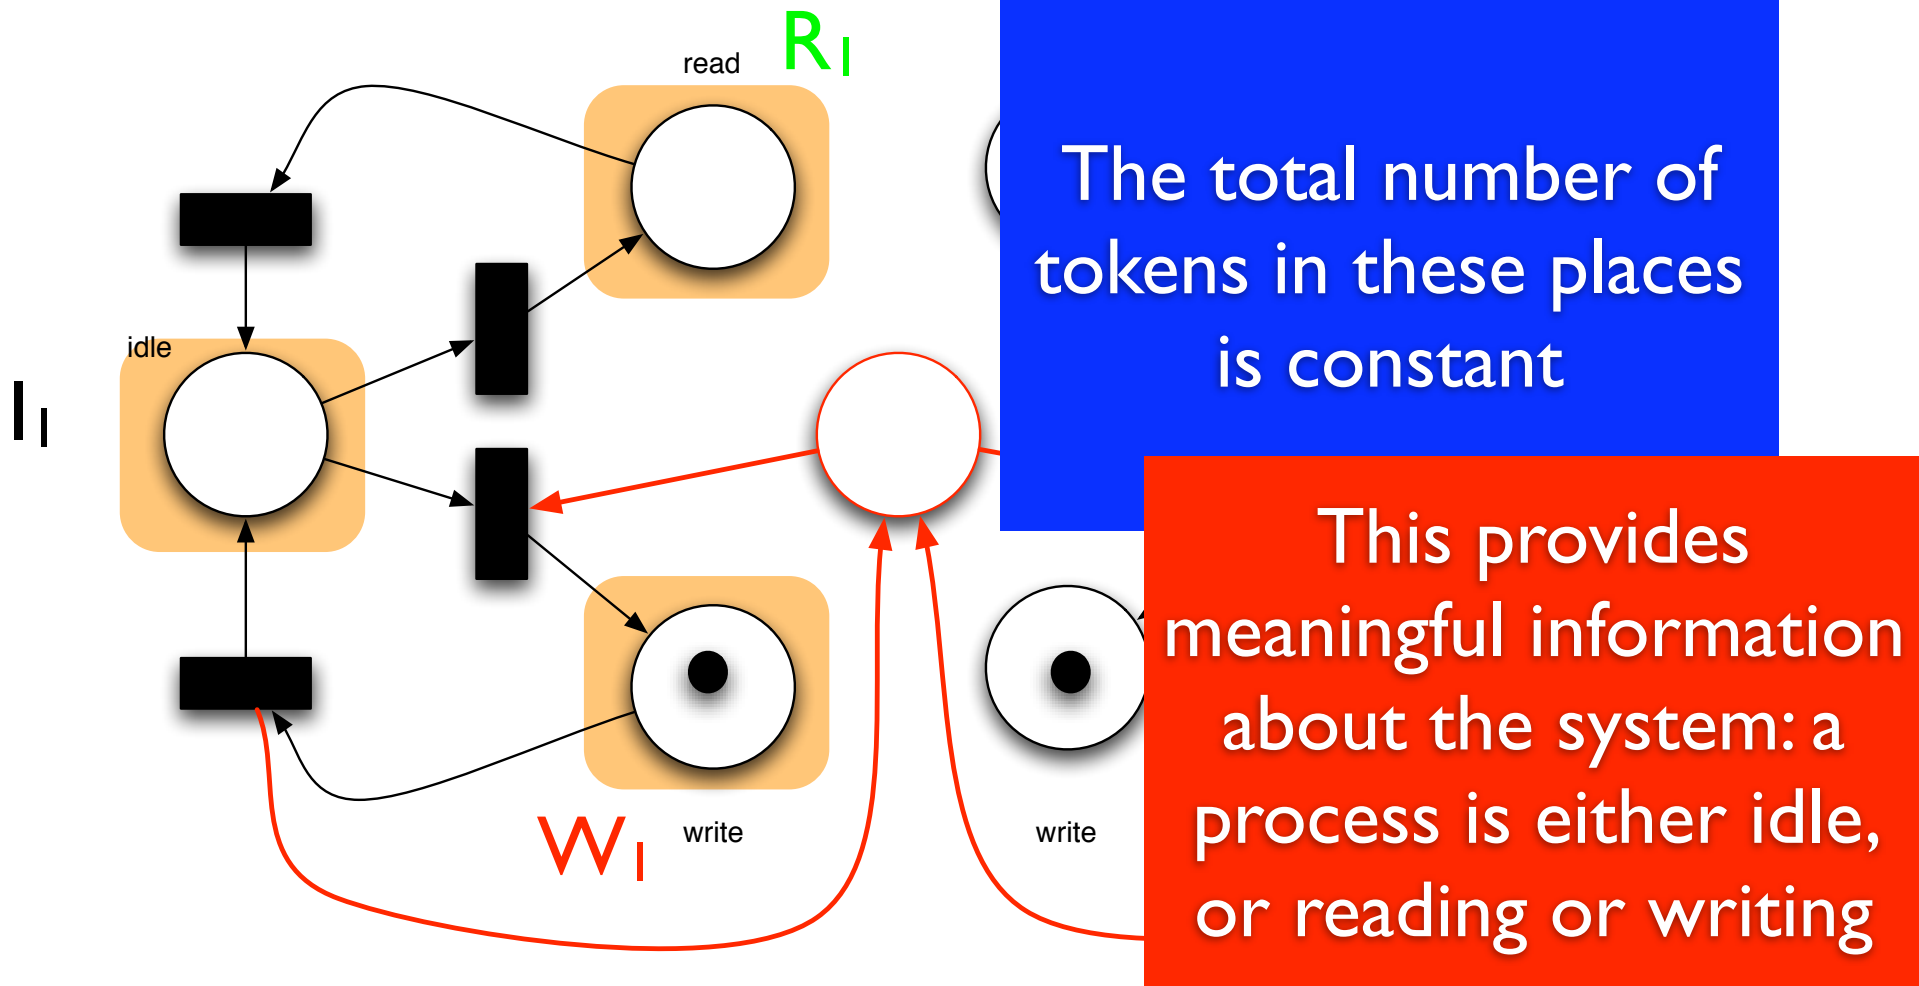 R1
read
idle
I1
The total number of
tokens in these places
is constant
This provides
meaningful information
about the system: a
process is either idle,
or reading or writing
W1
write
write